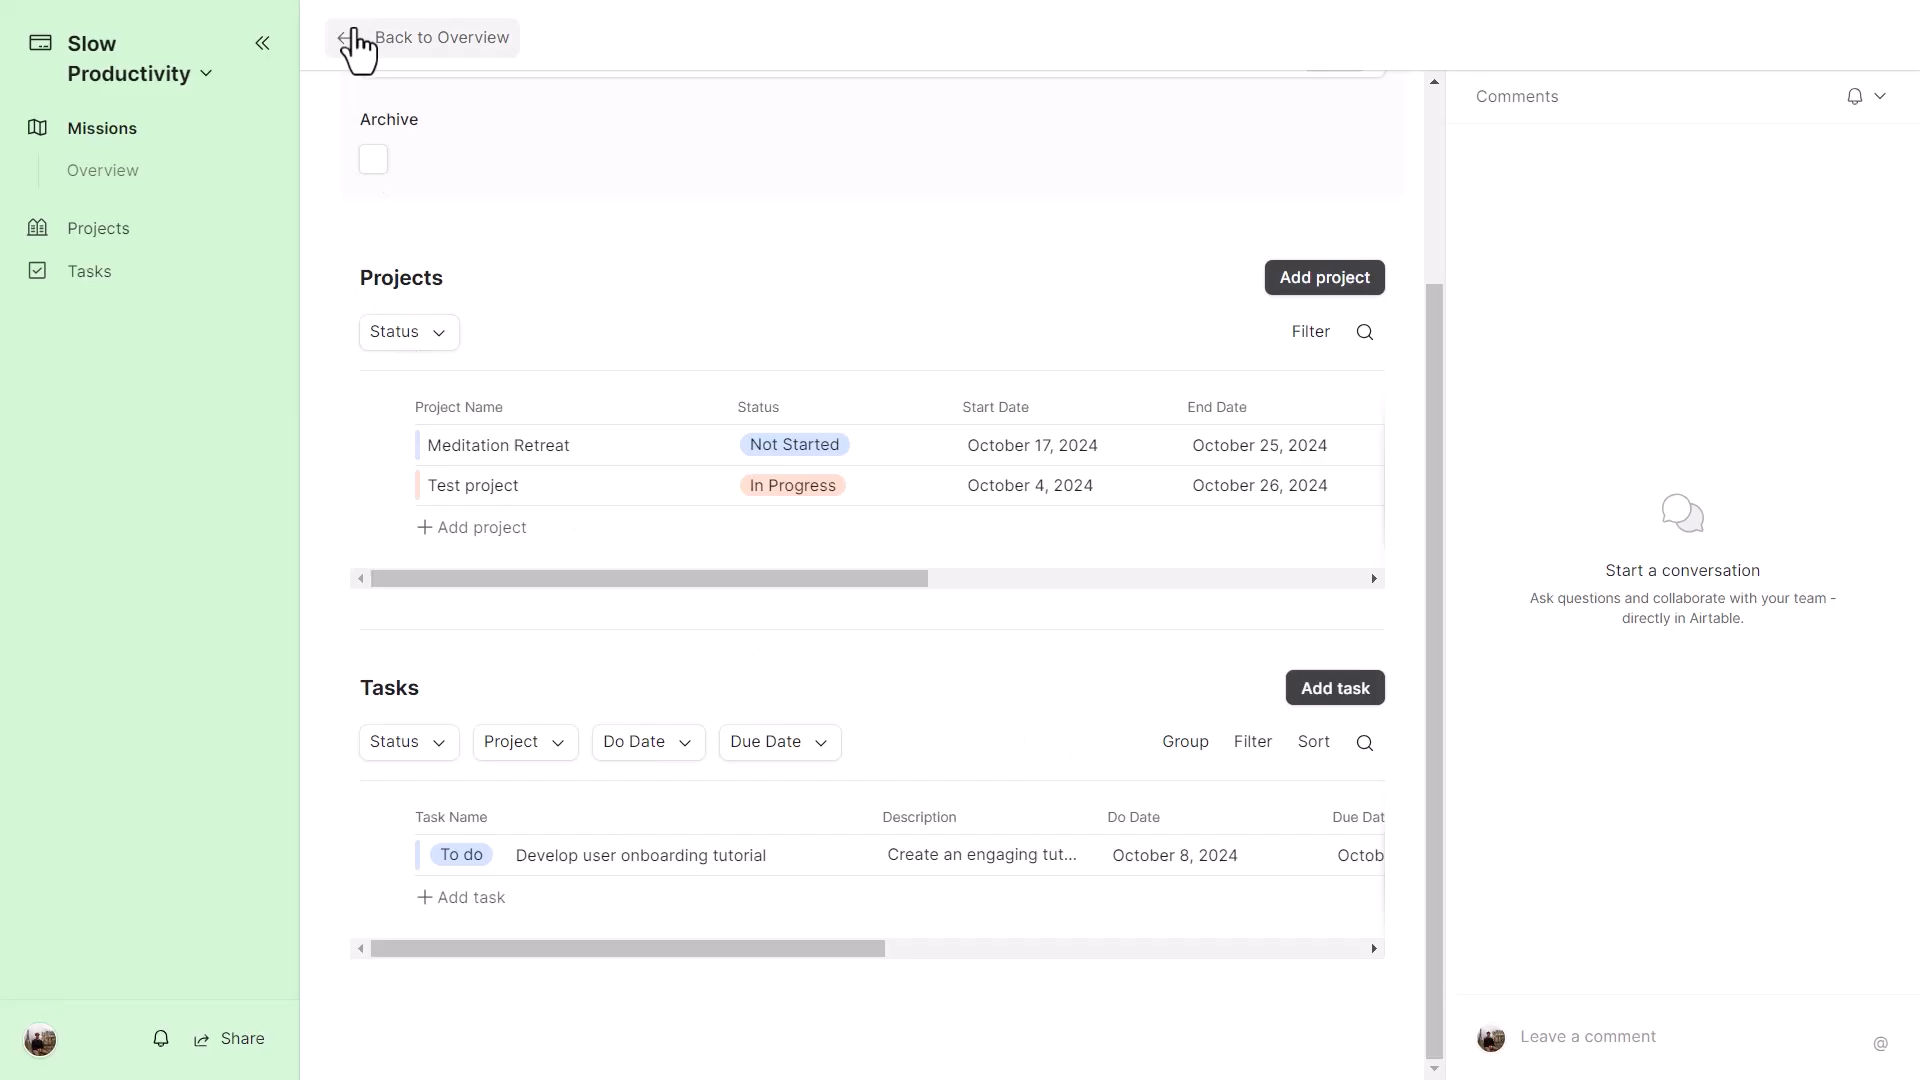 Slow
Productivity
Missions
Overview
Projects
Tasks
Share
Back to Overview
Archive
Projects
Add project
Status
Filter
Project Name Status Start Date End Date
Meditation Retreat Not Started October 17, 2024 October 25, 2024
Test project In Progress October 4, 2024 October 26, 2024
+ Add project
Tasks
Add task
Status Project Do Date Due Date Group Filter Sort
Task Name Description Do Date Due Dat
To do Develop user onboarding tutorial Create an engaging tut... October 8, 2024 Octob
+ Add task
Comments
Start a conversation
Ask questions and collaborate with your team -
directly in Airtable.
Leave a comment
@